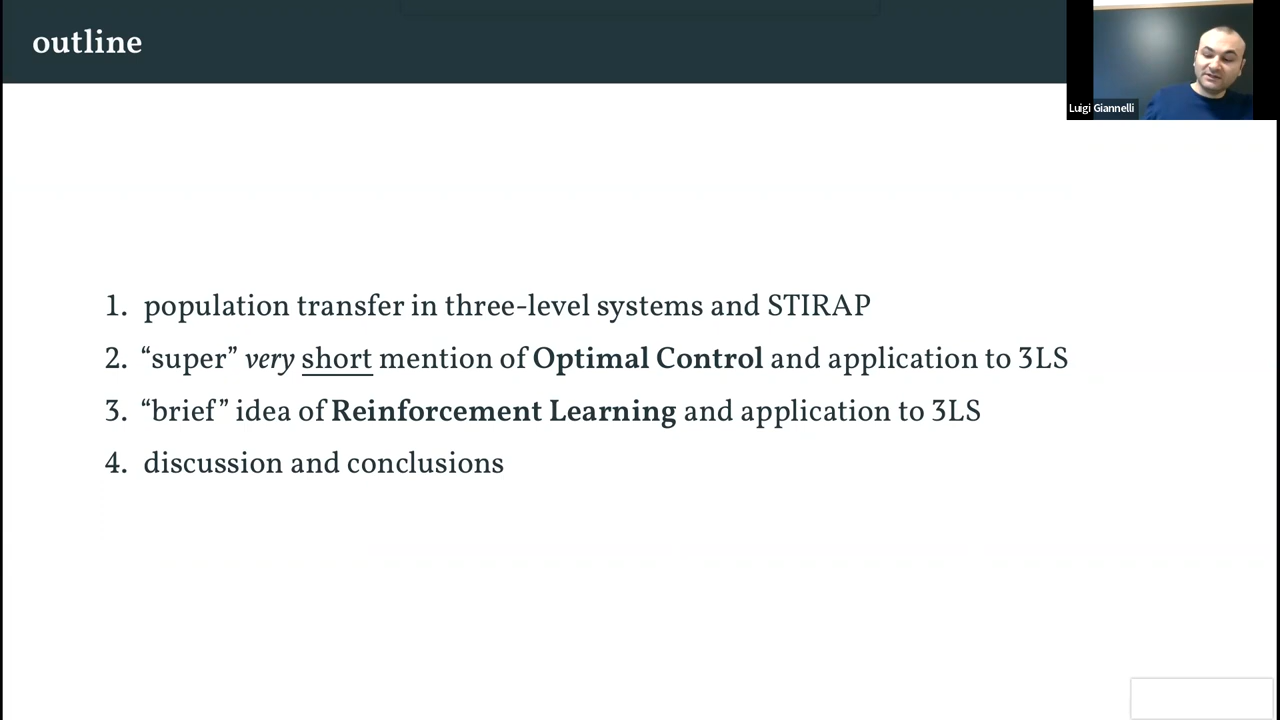 outline
Luigi Giannelli
1. population transfer in three-level systems and STIRAP
2. “super” very short mention of Optimal Control and application to 3LS
3. “brief” idea of Reinforcement Learning and application to 3LS
4. discussion and conclusions